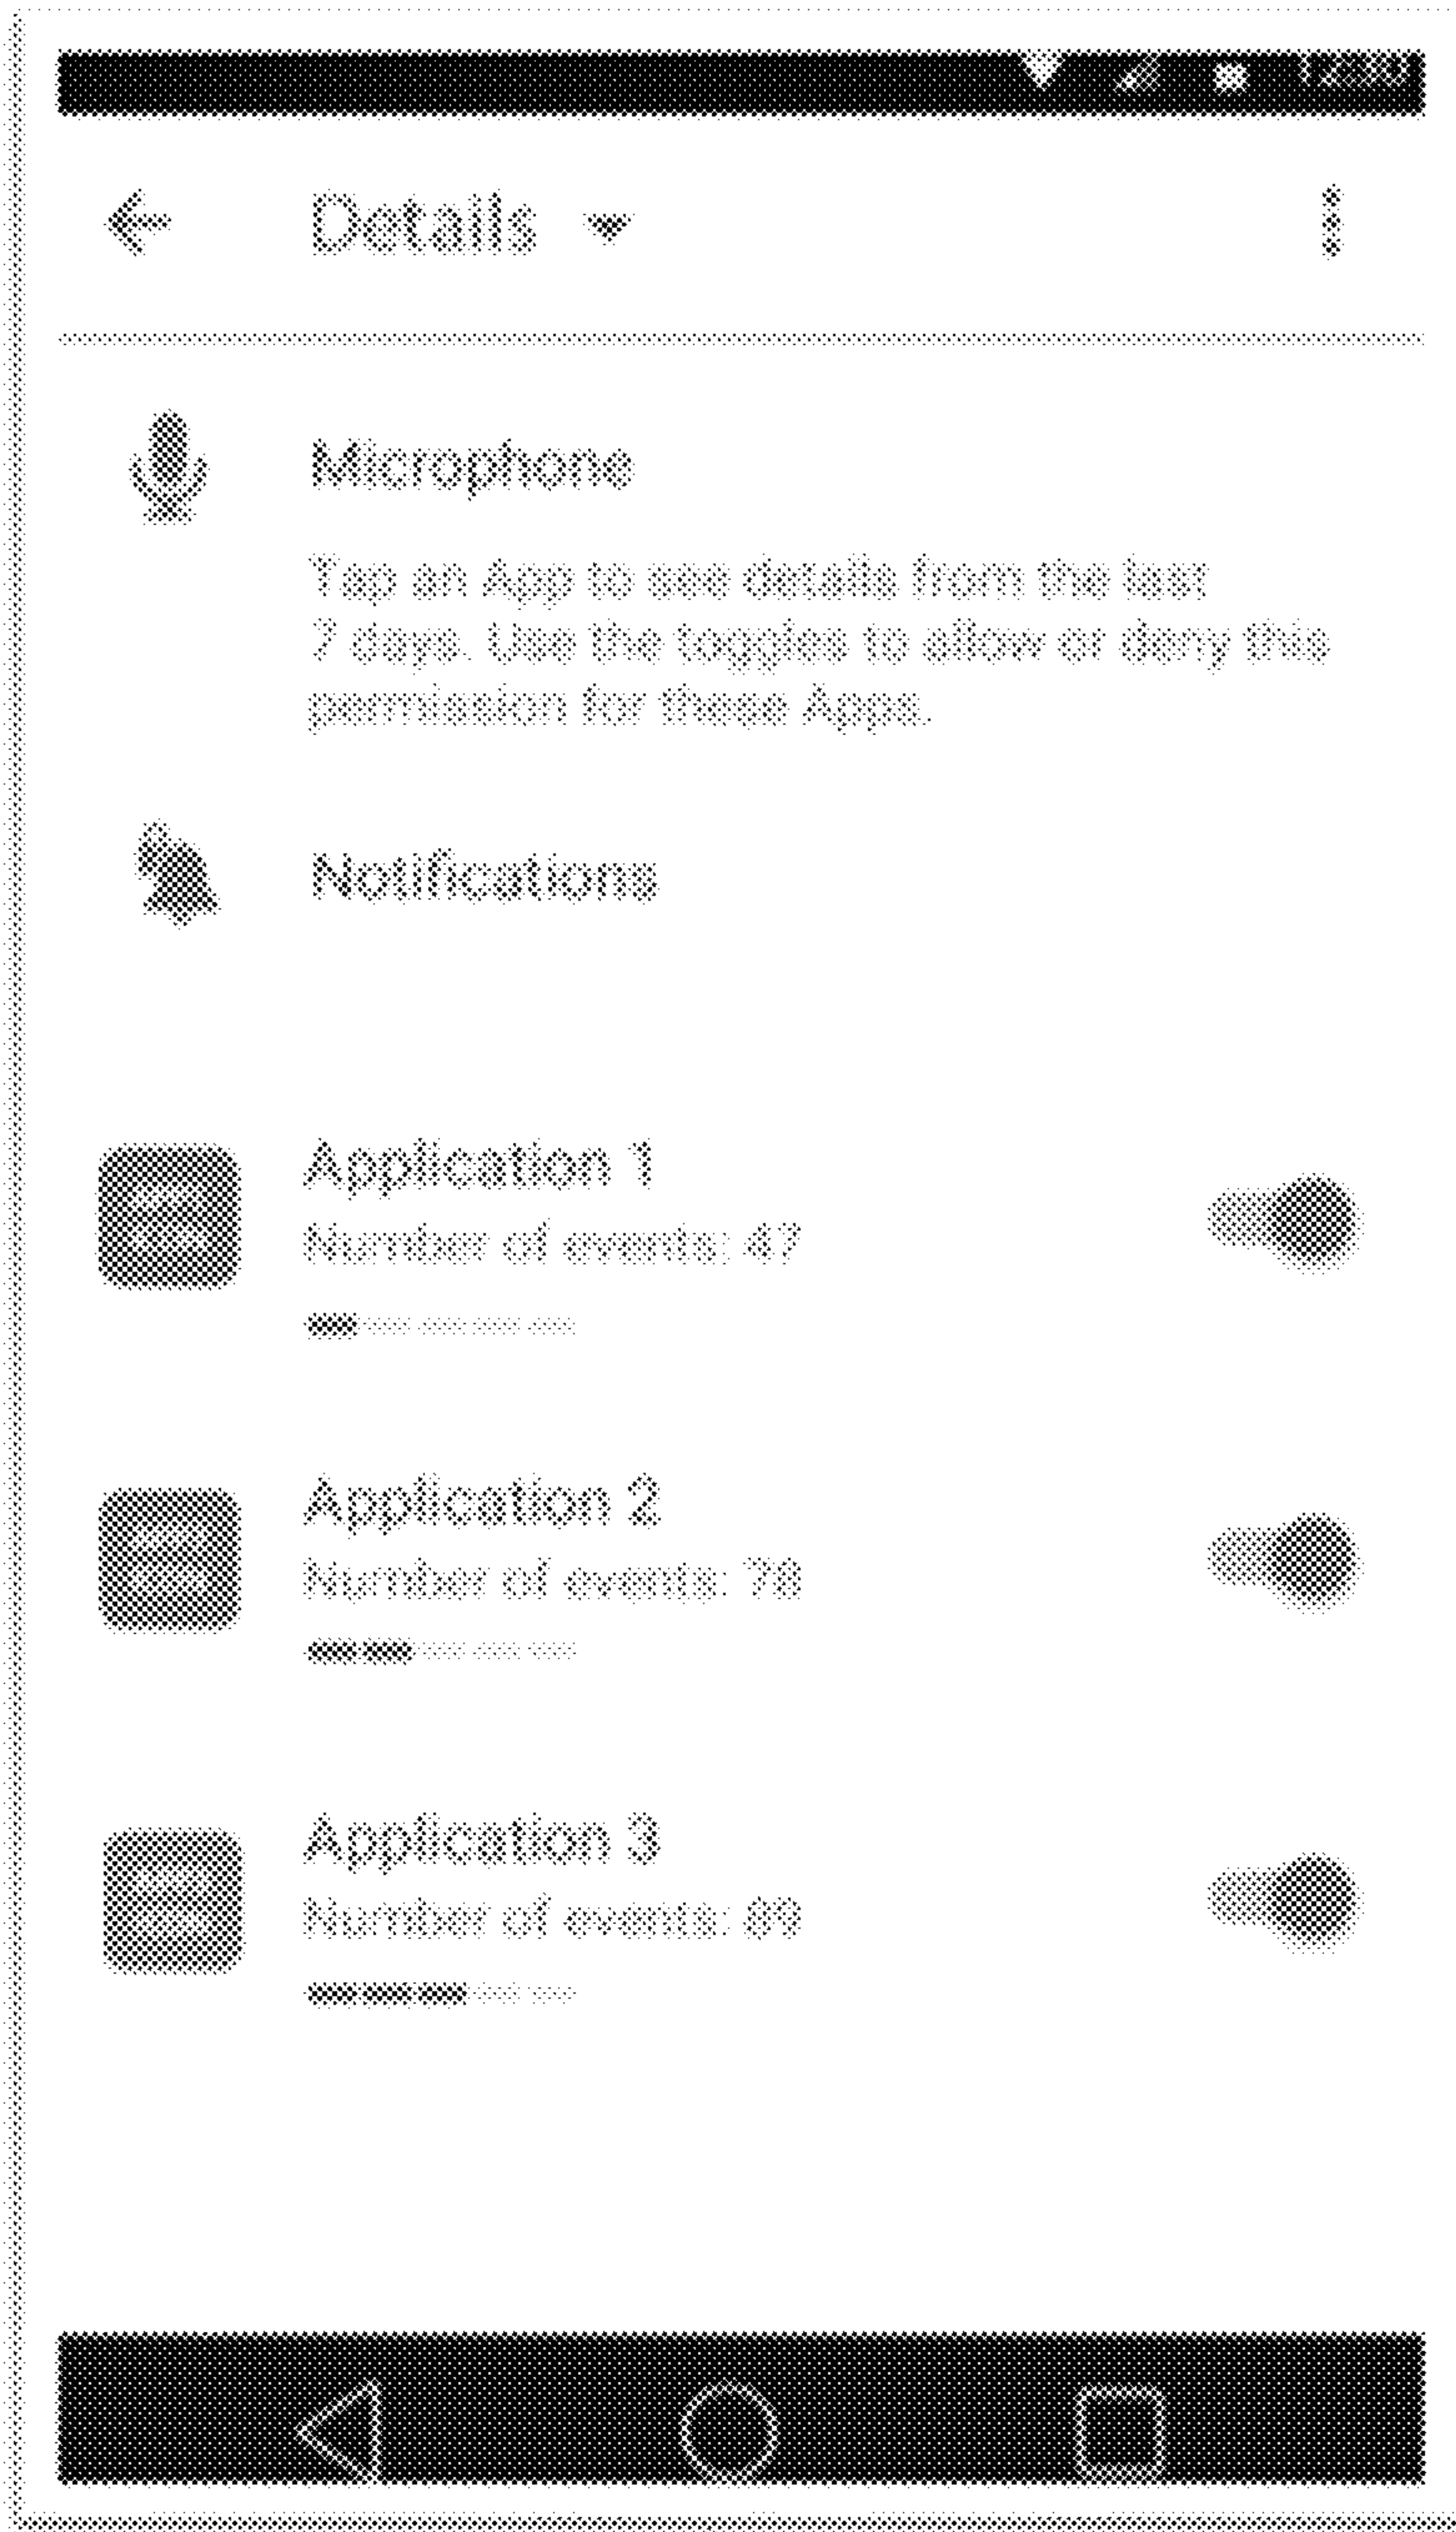 Details
Microphone
Tap an App to see details from the last
7 days. Use the toggles to allow or deny this
permission for these Apps.
Notifications
Application 1
Number of events: 47
Application 2
Number of events: 78
Application 3
Number of events: 89